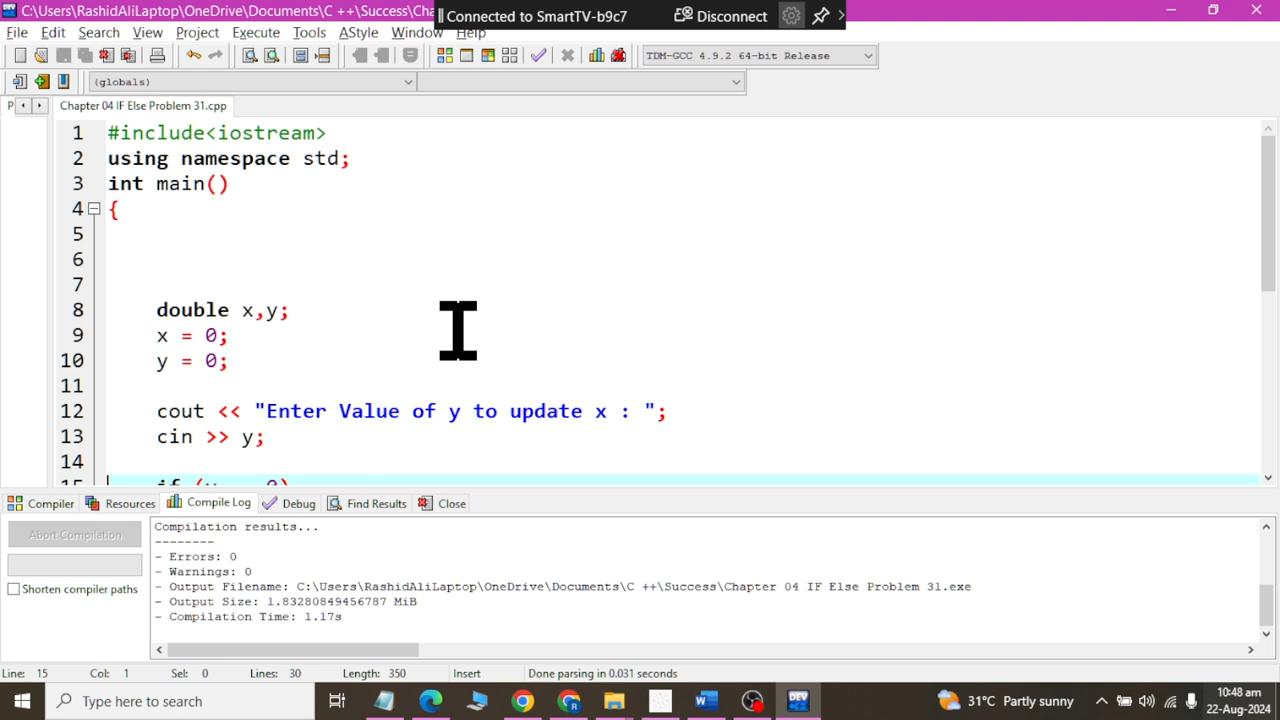 C:\Users\RashidAliLaptop\OneDrive\Documents\C ++\Success\Cha
Connected to SmartTV-b9c7 Disconnect
File Edit Search View Project Execute Tools AStyle Window Help
TDM-GCC 4.9.2 64-bit Release
(globals)
P Chapter 04 IF Else Problem 31.cpp
1 #include<iostream>
2 using namespace std;
3 int main()
4 {
5
6
7
8 double x,y;
9 x = 0;
10 y = 0;
11
12 cout << "Enter Value of y to update x : ";
13 cin >> y;
14
15 if
Compiler Resources Compile Log Debug Find Results Close
Abort Compilation
Shorten compiler paths
Compilation results...
--------
- Errors: 0
- Warnings: 0
- Output Filename: C:\Users\RashidAliLaptop\OneDrive\Documents\C ++\Success\Chapter 04 IF Else Problem 31.exe
- Output Size: 1.83280849456787 MiB
- Compilation Time: 1.17s
Line: 15 Col: 1 Sel: 0 Lines: 30 Length: 350 Insert Done parsing in 0.031 seconds
Type here to search
DEV
31°C Partly sunny
10:48 am
22-Aug-2024